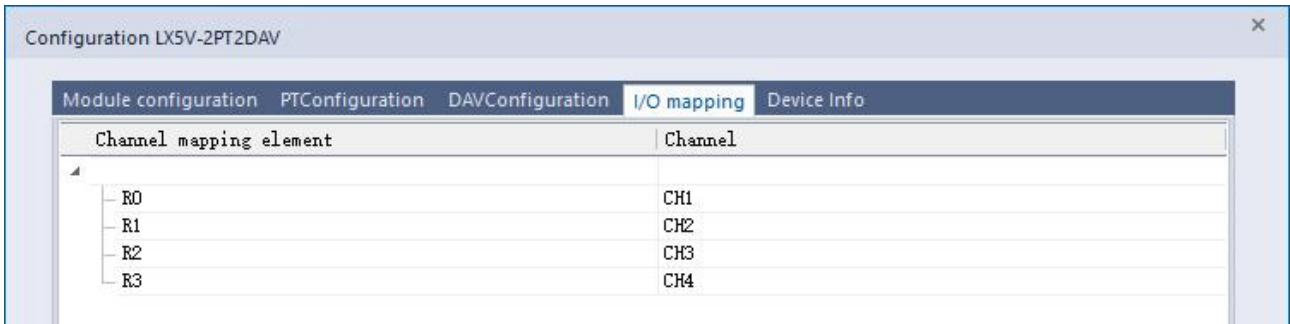 Configuration LX5V-2PT2DAV
Module configuration PTConfiguration DAVConfiguration I/O mapping Device Info
Channel mapping element Channel
R0 CH1
R1 CH2
R2 CH3
R3 CH4